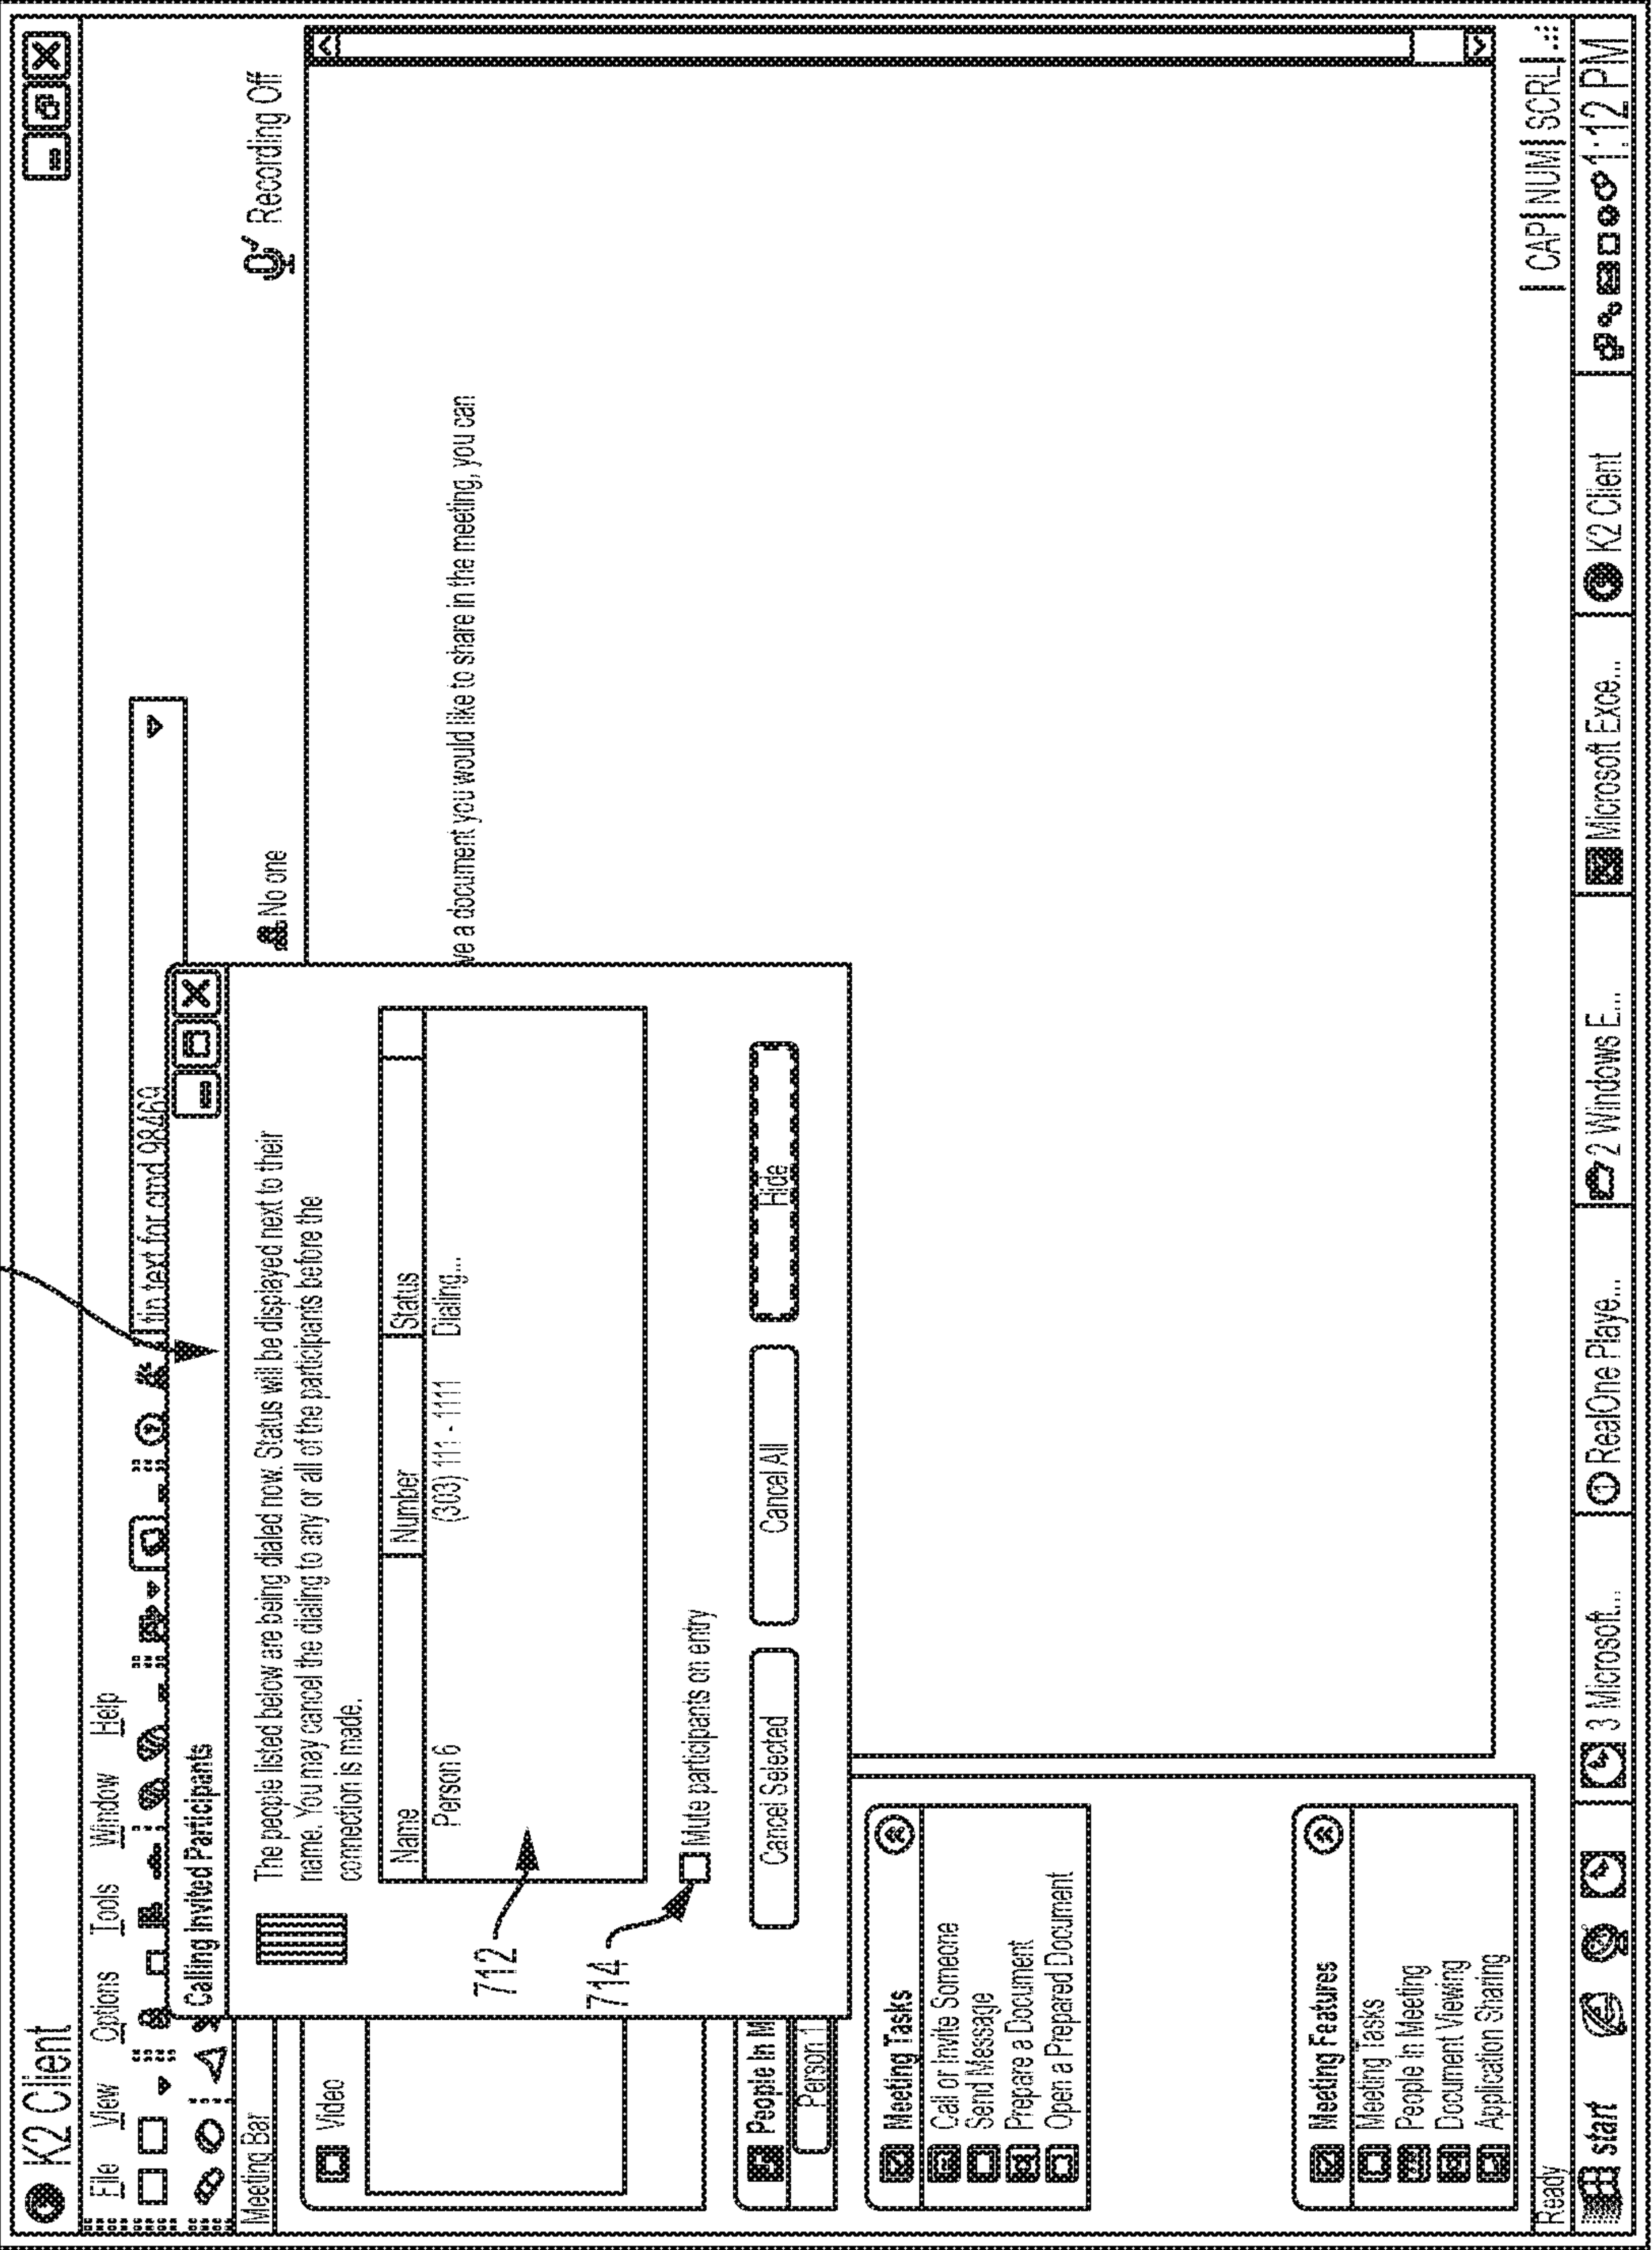 K2 Client
File View Options Tools Window Help
tip text for cmd 98469
Meeting Bar
No one
Recording Off
Calling Invited Participants
The people listed below are being dialed now. Status will be displayed next to their
name. You may cancel the dialing to any or all of the participants before the
connection is made.
Name Number Status
Person 6 (303) 111 - 1111 Dialing...
712
714
Mute participants on entry
Cancel Selected Cancel All Hide
ve a document you would like to share in the meeting, you can
Video
People In M
Person 1
Meeting Tasks
Call or Invite Someone
Send Message
Prepare a Document
Open a Prepared Document
Meeting Features
Meeting Tasks
People In Meeting
Document Viewing
Application Sharing
Ready
CAP NUM SCRL
start 3 Microsoft... RealOne Playe... 2 Windows E... Microsoft Exce... K2 Client 1:12 PM